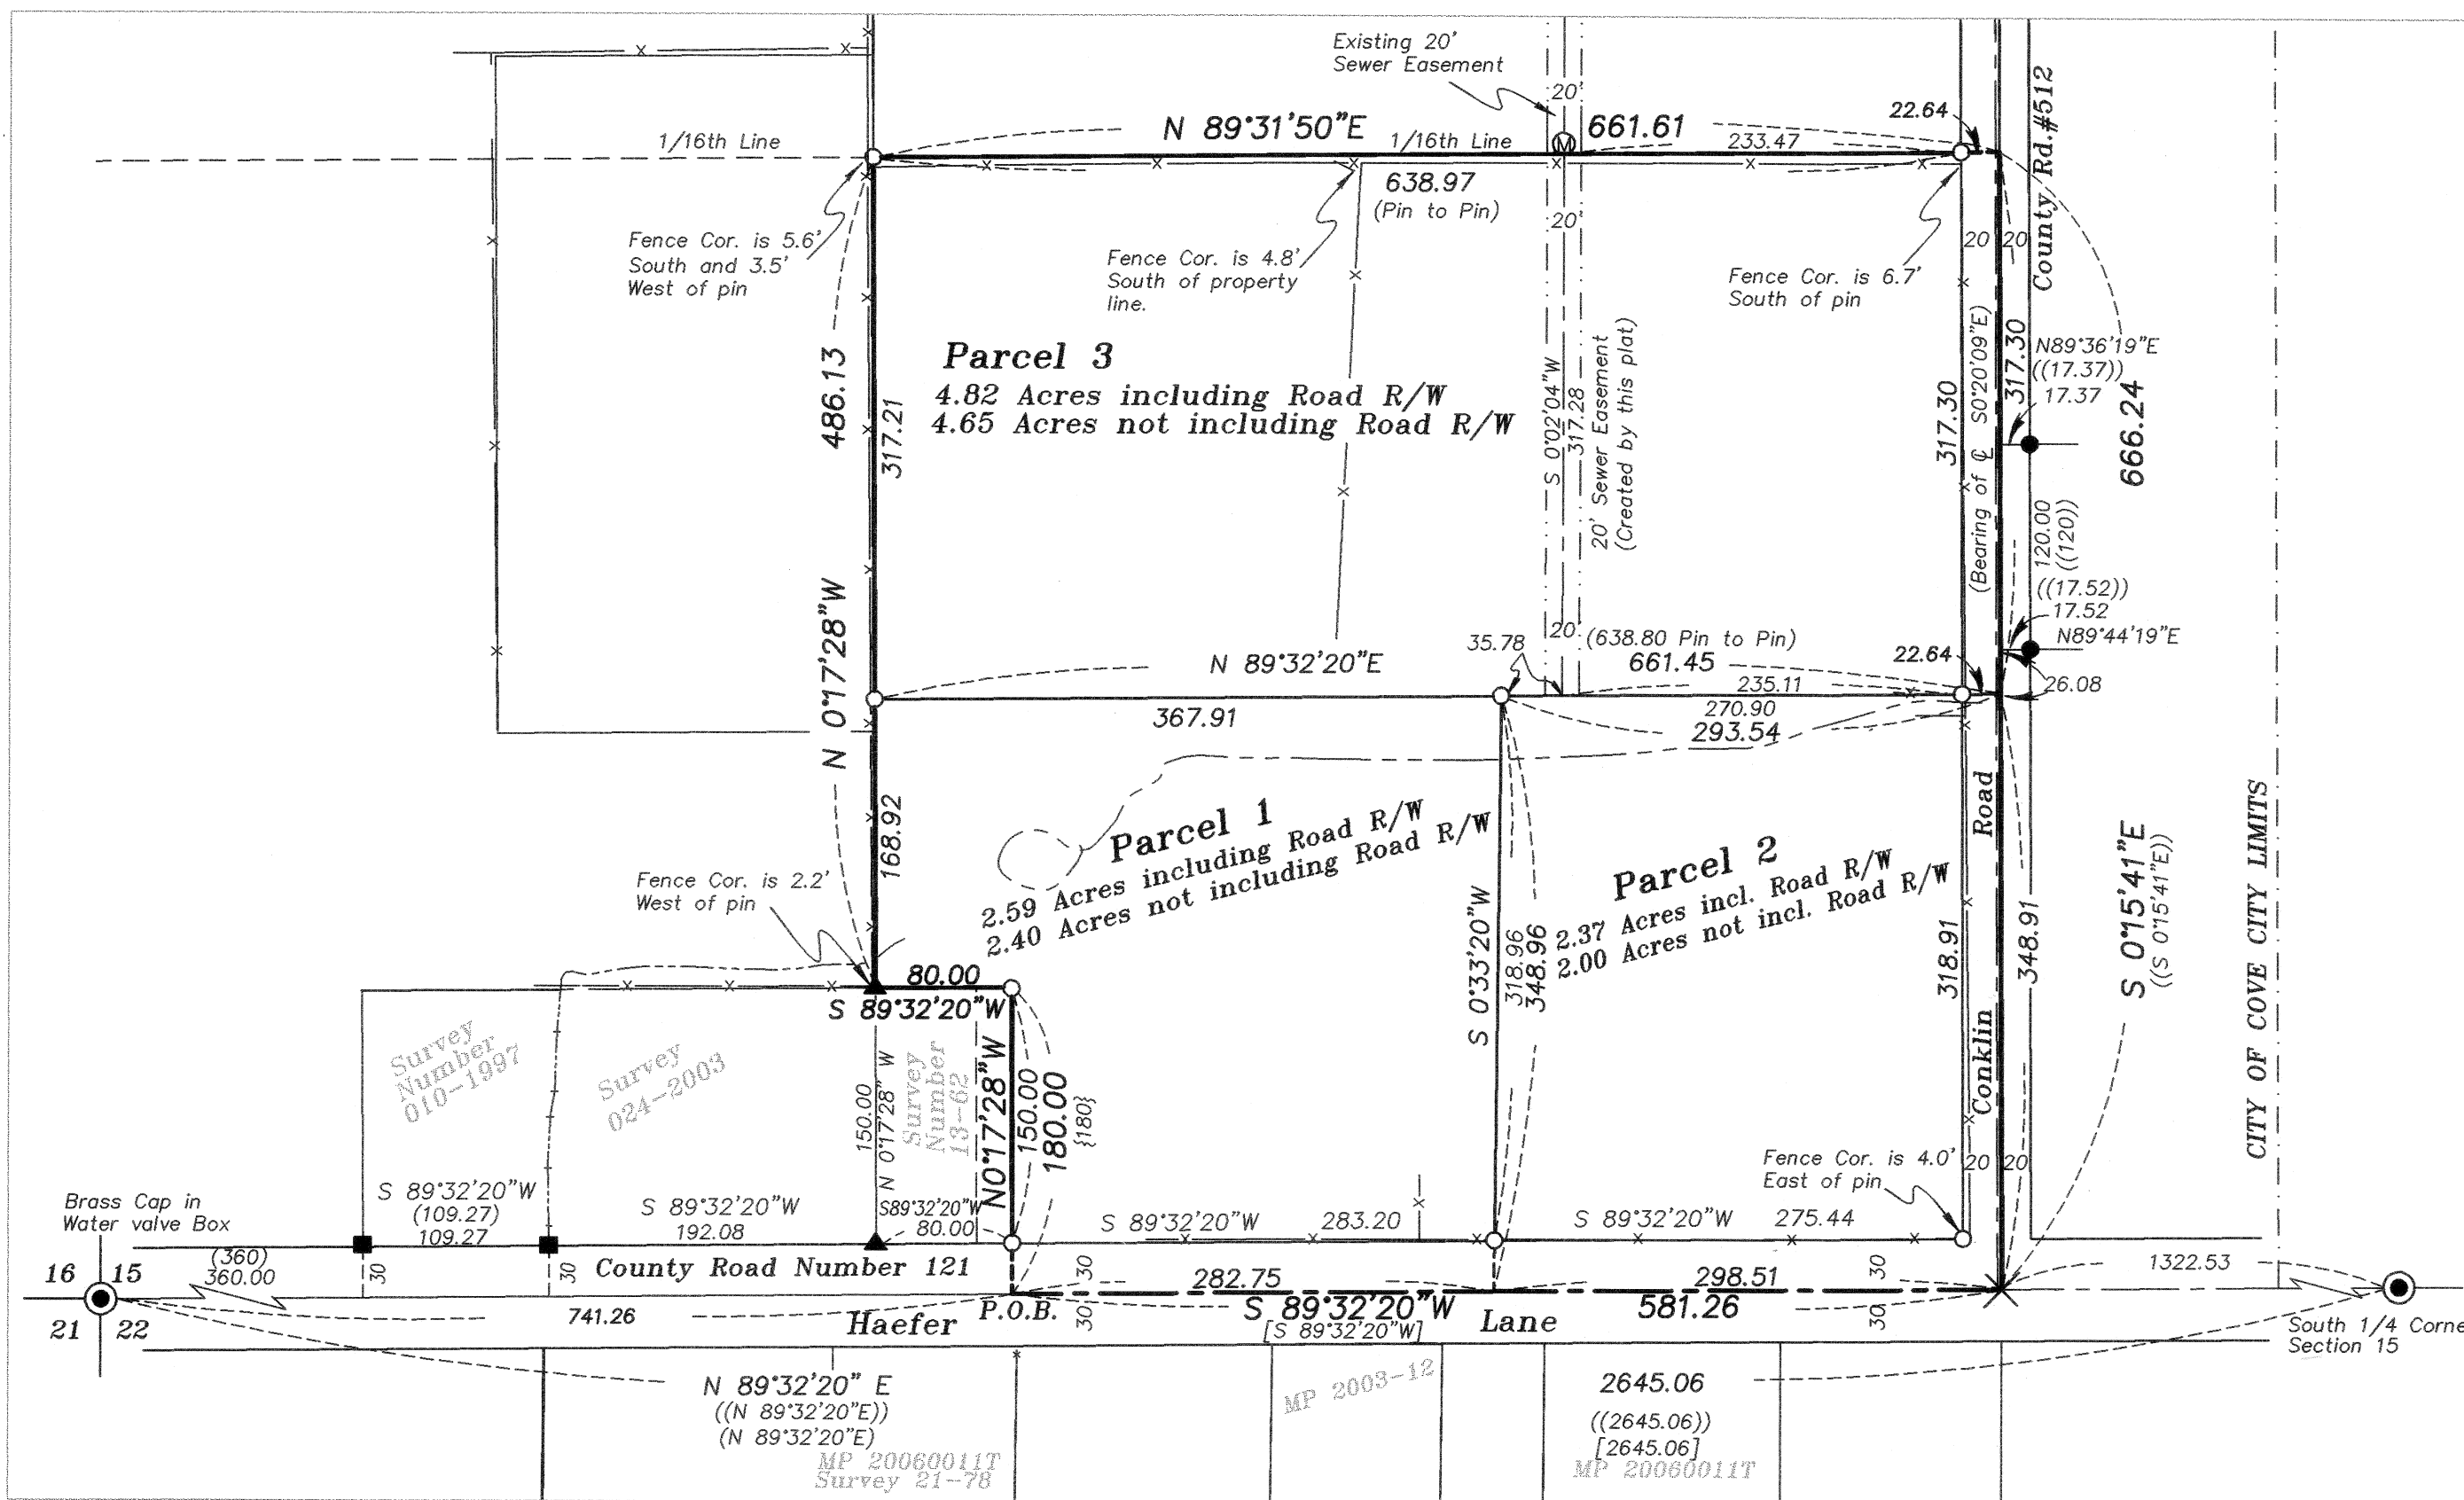 Existing 20'
Sewer Easement
20'
22.64
County Rd.#512
1/16th Line
N 89°31'50"E
1/16th Line
M
661.61
233.47
638.97
(Pin to Pin)
20'
20
20
Fence Cor. is 5.6'
South and 3.5'
West of pin
Fence Cor. is 4.8'
South of property
line.
Fence Cor. is 6.7'
South of pin
Parcel 3
4.82 Acres including Road R/W
4.65 Acres not including Road R/W
486.13
317.21
N 0°17'28"W
S 0°02'04"W
317.28
20' Sewer Easement
(Created by this plat)
317.30
(Bearing of ℄ S0°20'09"E)
317.30
N89°36'19"E
((17.37))
17.37
666.24
120.00
((120))
((17.52))
17.52
N89°44'19"E
26.08
N 89°32'20"E
35.78
20'
(638.80 Pin to Pin)
661.45
22.64
235.11
367.91
270.90
293.54
168.92
Parcel 1
2.59 Acres including Road R/W
2.40 Acres not including Road R/W
Parcel 2
2.37 Acres incl. Road R/W
2.00 Acres not incl. Road R/W
S 0°33'20"W
318.96
348.96
318.91
Conklin Road
348.91
S 0°15'41"E
((S 0°15'41"E))
CITY OF COVE CITY LIMITS
Fence Cor. is 2.2'
West of pin
80.00
S 89°32'20"W
Survey
Number
010-1997
Survey
024-2003
150.00
N 0°17'28" W
Survey
Number
13-62
N0°17'28"W
150.00
180.00
{180}
Fence Cor. is 4.0'
East of pin
20
20
Brass Cap in
Water valve Box
S 89°32'20"W
(109.27)
109.27
S 89°32'20"W
192.08
S89°32'20"W
80.00
S 89°32'20"W
283.20
S 89°32'20"W
275.44
16
15
21
22
(360)
360.00
30
30
County Road Number 121
30
282.75
298.51
30
1322.53
741.26
Haefer
P.O.B.
30
S 89°32'20"W
[S 89°32'20"W]
Lane
581.26
30
South 1/4 Corne
Section 15
N 89°32'20" E
((N 89°32'20"E))
(N 89°32'20"E)
MP 20060011T
Survey 21-78
MP 2003-12
2645.06
((2645.06))
[2645.06]
MP 20060011T